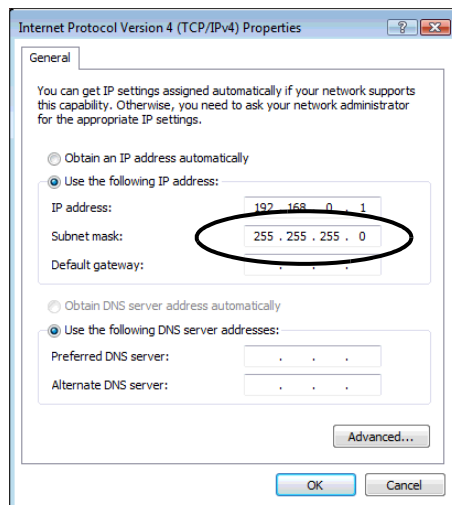 Internet Protocol Version 4 (TCP/IPv4) Properties
General
You can get IP settings assigned automatically if your network supports
this capability. Otherwise, you need to ask your network administrator
for the appropriate IP settings.
Obtain an IP address automatically
Use the following IP address:
IP address: 192 . 168 . 0 . 1
Subnet mask: 255 . 255 . 255 . 0
Default gateway: . . .
Obtain DNS server address automatically
Use the following DNS server addresses:
Preferred DNS server: . . .
Alternate DNS server: . . .
Advanced...
OK Cancel